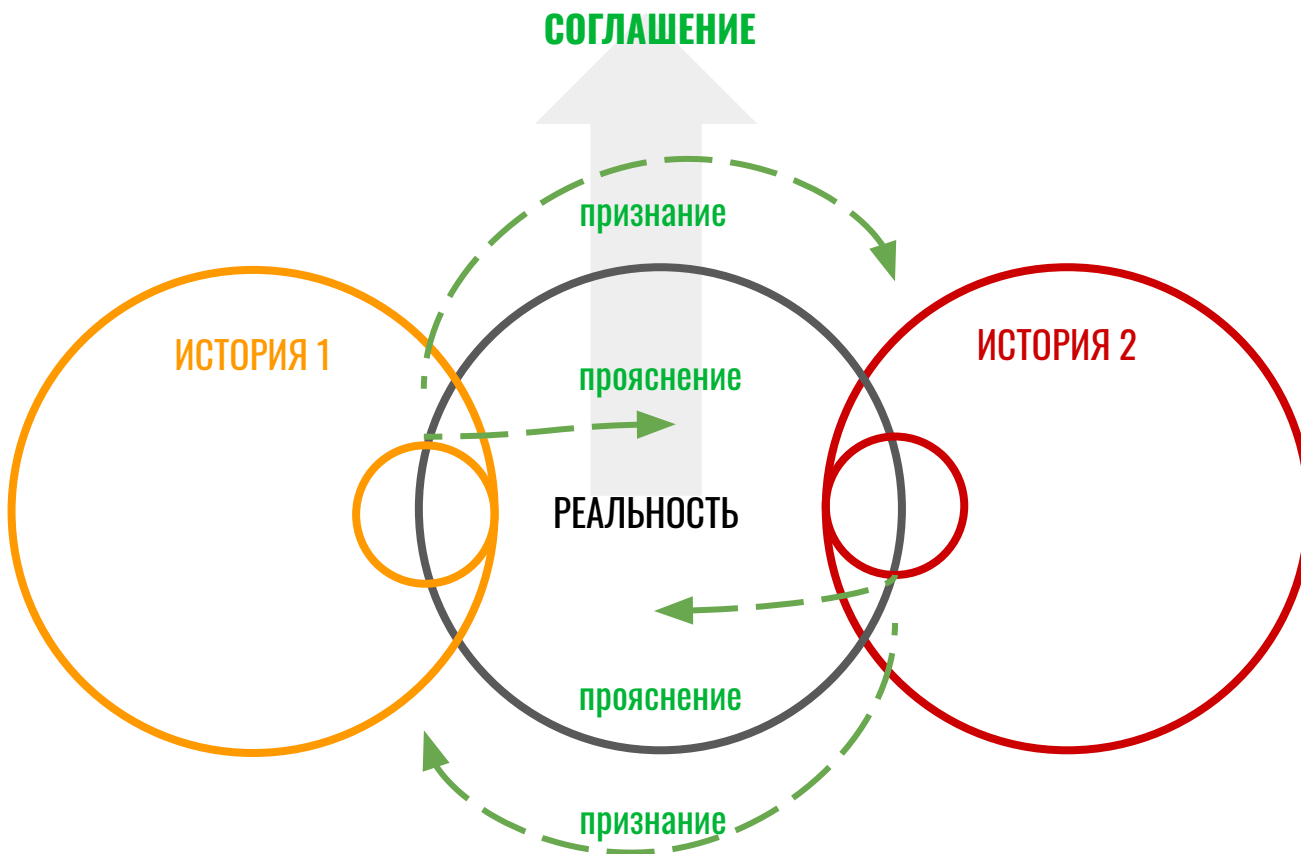 СОГЛАШЕНИЕ
признание
ИСТОРИЯ 1
ИСТОРИЯ 2
прояснение
РЕАЛЬНОСТЬ
прояснение
признание